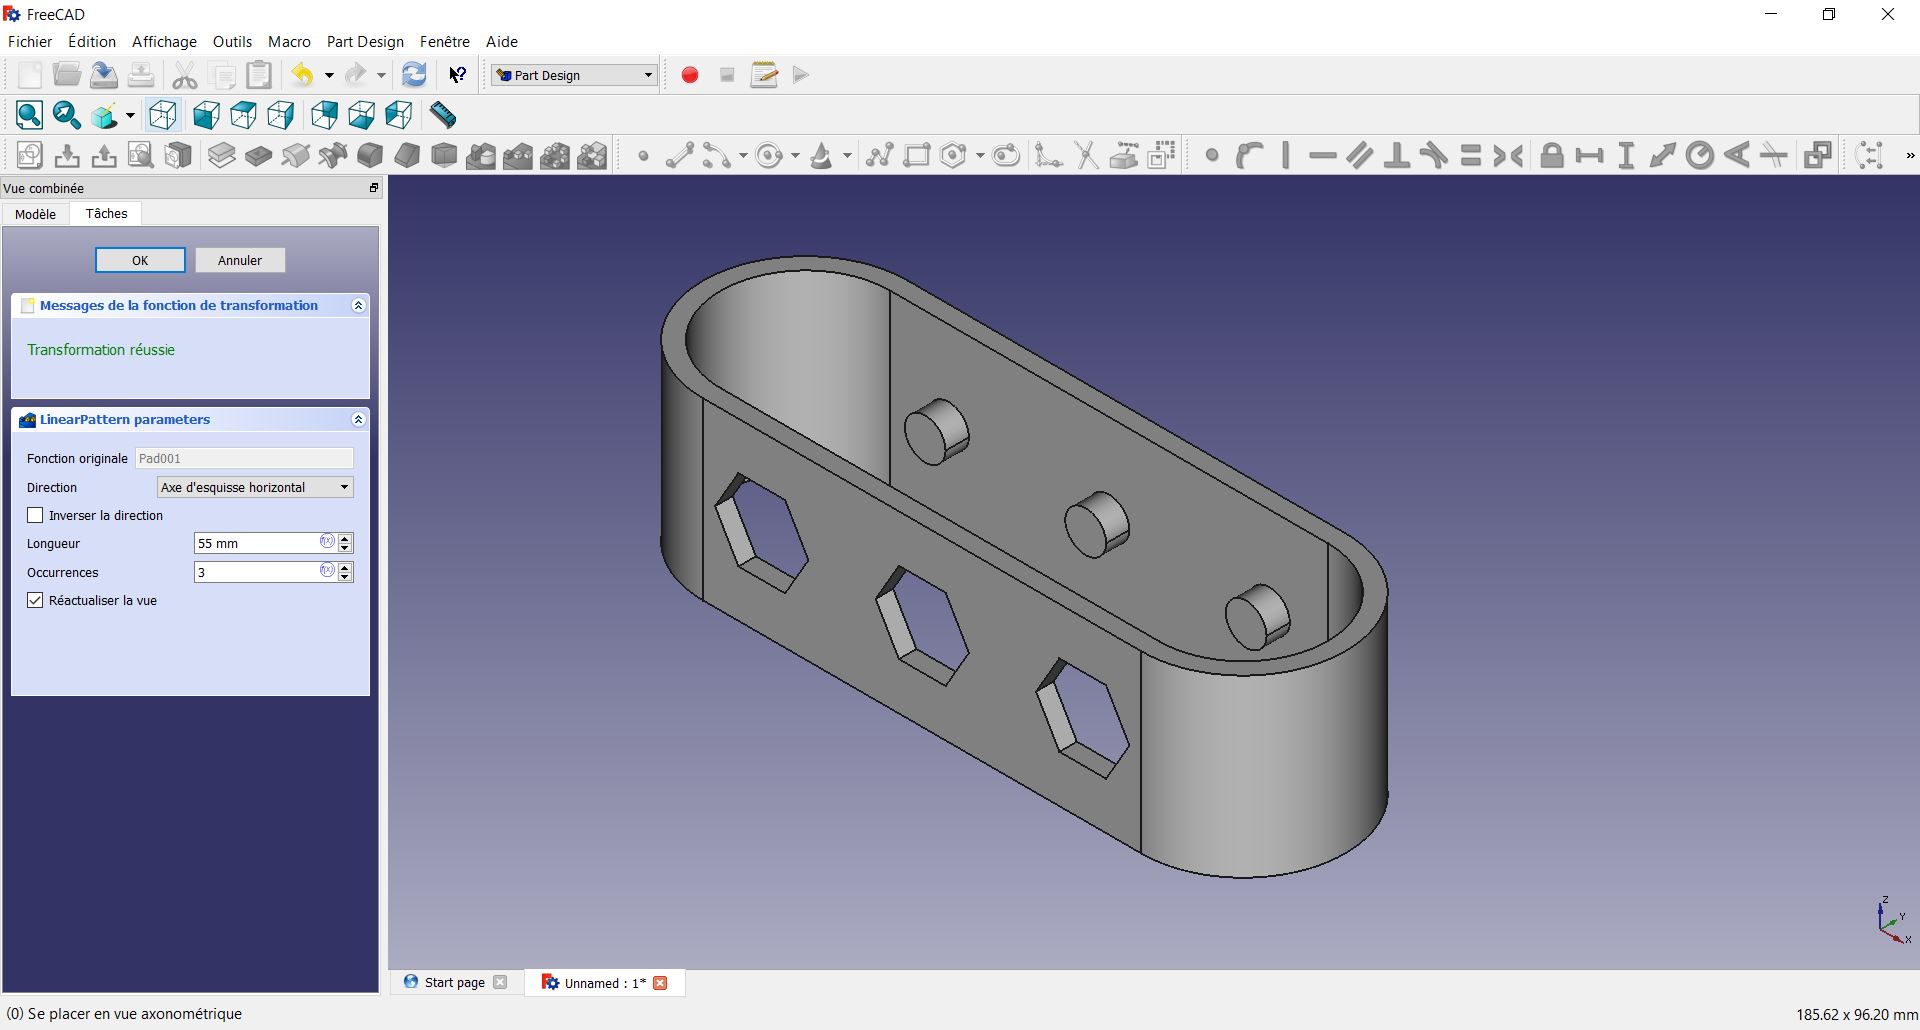 FreeCAD
Fichier Édition Affichage Outils Macro Part Design Fenêtre Aide
Part Design
»
Vue combinée
Modèle Tâches
OK Annuler
Messages de la fonction de transformation
Transformation réussie
LinearPattern parameters
Fonction originale Pad001
Direction Axe d'esquisse horizontal
Inverser la direction
Longueur 55 mm
Occurrences 3
Réactualiser la vue
Z
Y
X
Start page Unnamed : 1*
(0) Se placer en vue axonométrique 185.62 x 96.20 mm